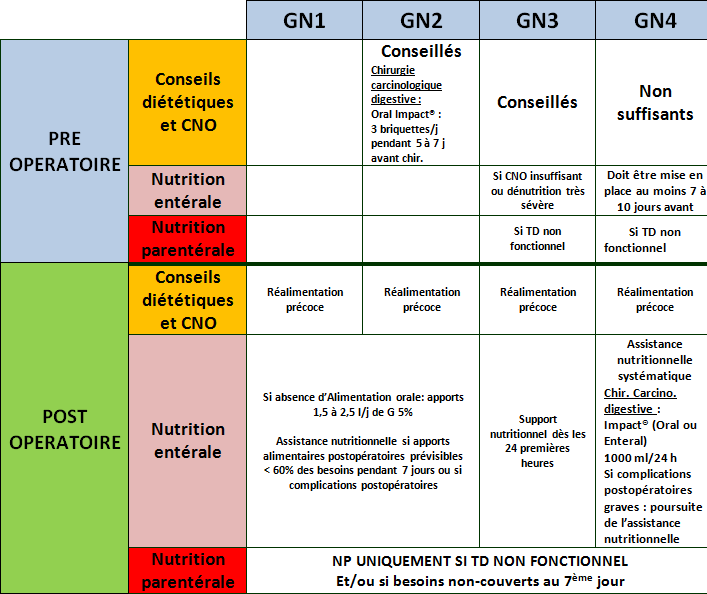 GN1 GN2 GN3 GN4
PRE
OPERATOIRE
Conseils
diététiques
et CNO
Conseillés
Chirurgie
carcinologique
digestive :
Oral Impact® :
3 briquettes/j
pendant 5 à 7 j
avant chir.
Conseillés
Non
suffisants
Nutrition
entérale
Si CNO insuffisant
ou dénutrition très
sévère
Doit être mise en
place au moins 7 à
10 jours avant
Nutrition
parentérale
Si TD non
fonctionnel
Si TD non
fonctionnel
POST
OPERATOIRE
Conseils
diététiques
et CNO
Réalimentation
précoce
Réalimentation
précoce
Réalimentation
précoce
Réalimentation
précoce
Nutrition
entérale
Si absence d’Alimentation orale: apports
1,5 à 2,5 l/j de G 5%
Assistance nutritionnelle si apports
alimentaires postopératoires prévisibles
< 60% des besoins pendant 7 jours ou si
complications postopératoires
Support
nutritionnel dès les
24 premières
heures
Assistance
nutritionnelle
systématique
Chir. Carcino.
digestive :
Impact® (Oral ou
Enteral)
1000 ml/24 h
Si complications
postopératoires
graves : poursuite
de l’assistance
nutritionnelle
Nutrition
parentérale
NP UNIQUEMENT SI TD NON FONCTIONNEL
Et/ou si besoins non-couverts au 7ème jour